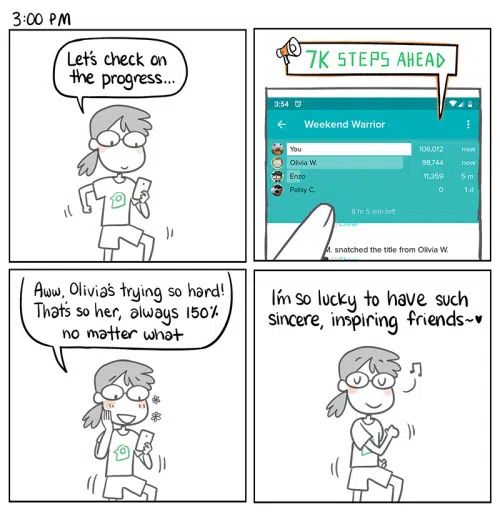 3:00 PM
Let's check on
the progress...
7K STEPS AHEAD
3:54
Weekend Warrior
You 106,012 now
Olivia W. 98,744 now
Enzo 11,359 5 m
Patsy C. 0 1 d
8 hr 5 min left
M. snatched the title from Olivia W.
Aww, Olivia's trying so hard!
That's so her, always 150%
no matter what
I'm so lucky to have such
sincere, inspiring friends~♥